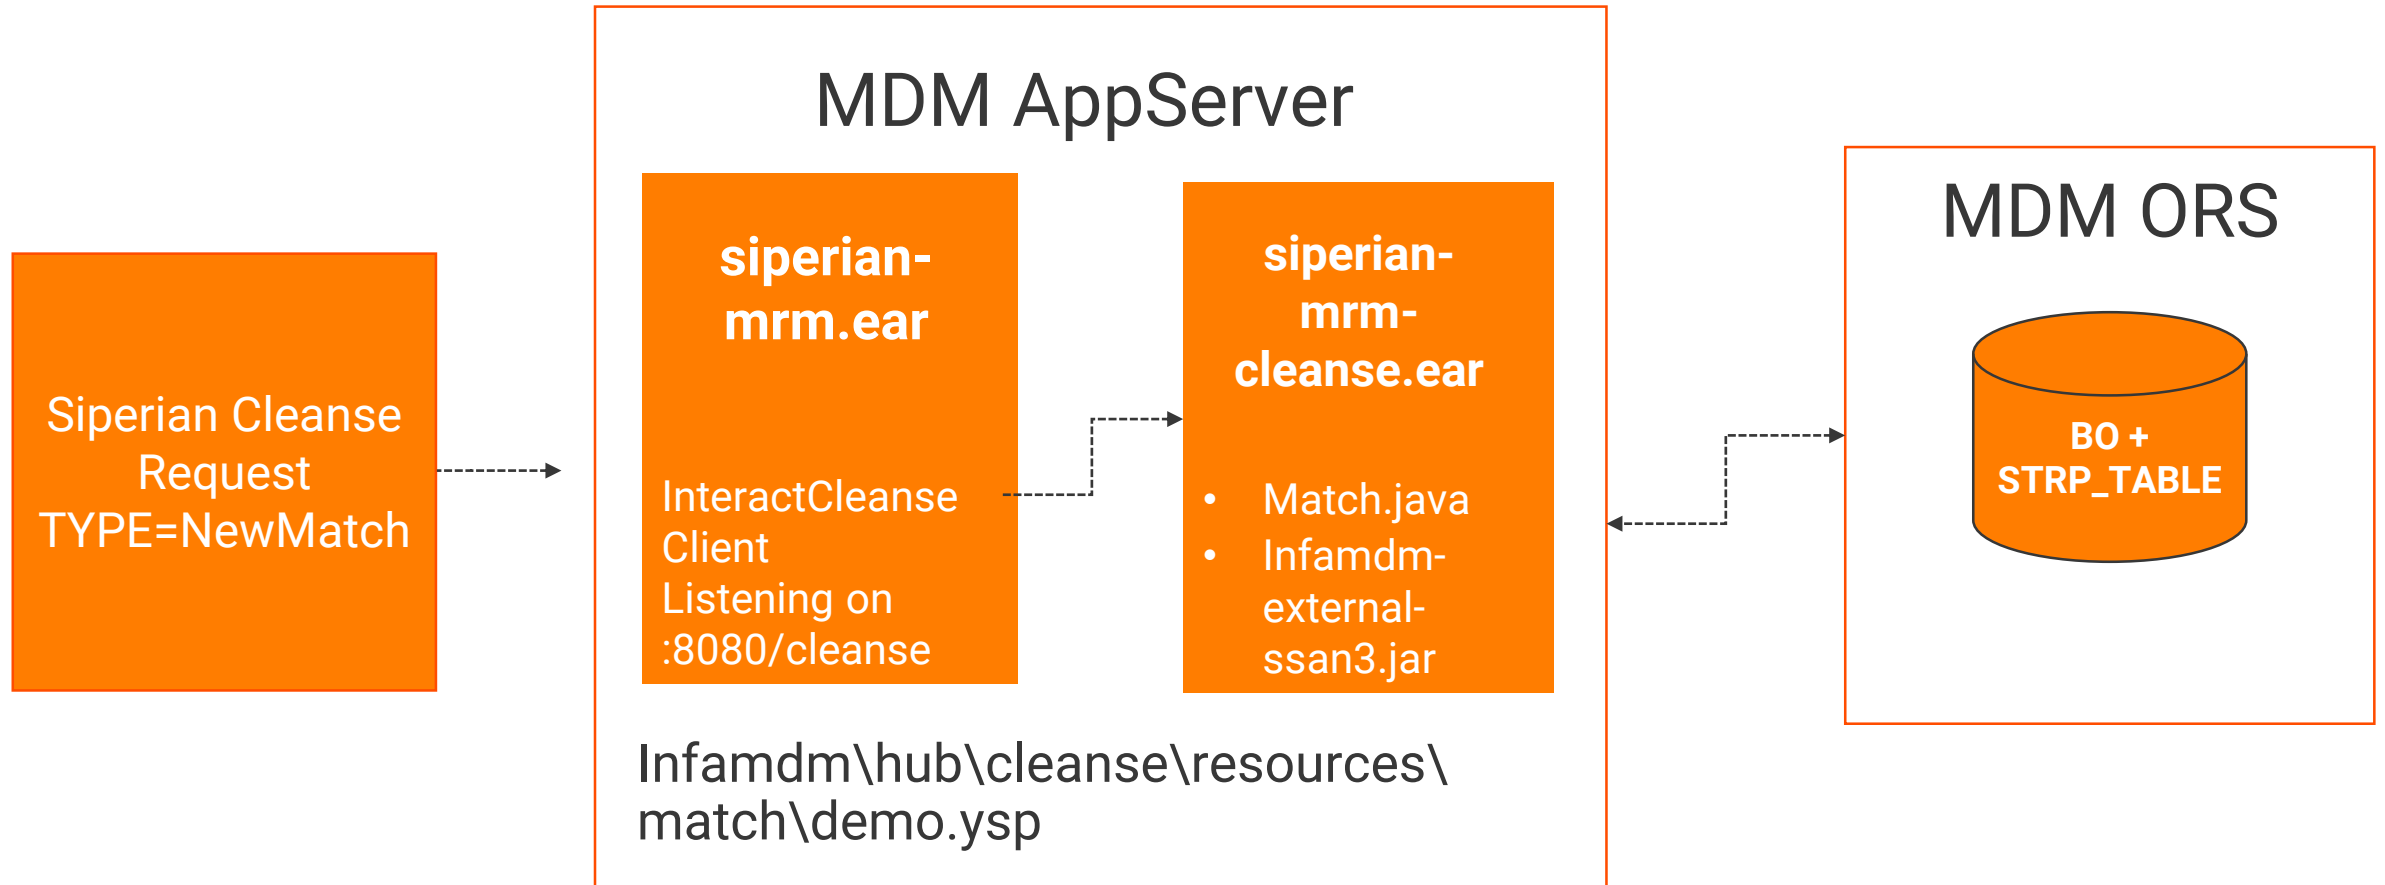 Siperian Cleanse
Request
TYPE=NewMatch
MDM AppServer
siperian-
mrm.ear
InteractCleanse
Client
Listening on
:8080/cleanse
siperian-
mrm-
cleanse.ear
• Match.java
• Infamdm-
external-
ssan3.jar
Infamdm\hub\cleanse\resources\
match\demo.ysp
MDM ORS
BO +
STRP_TABLE